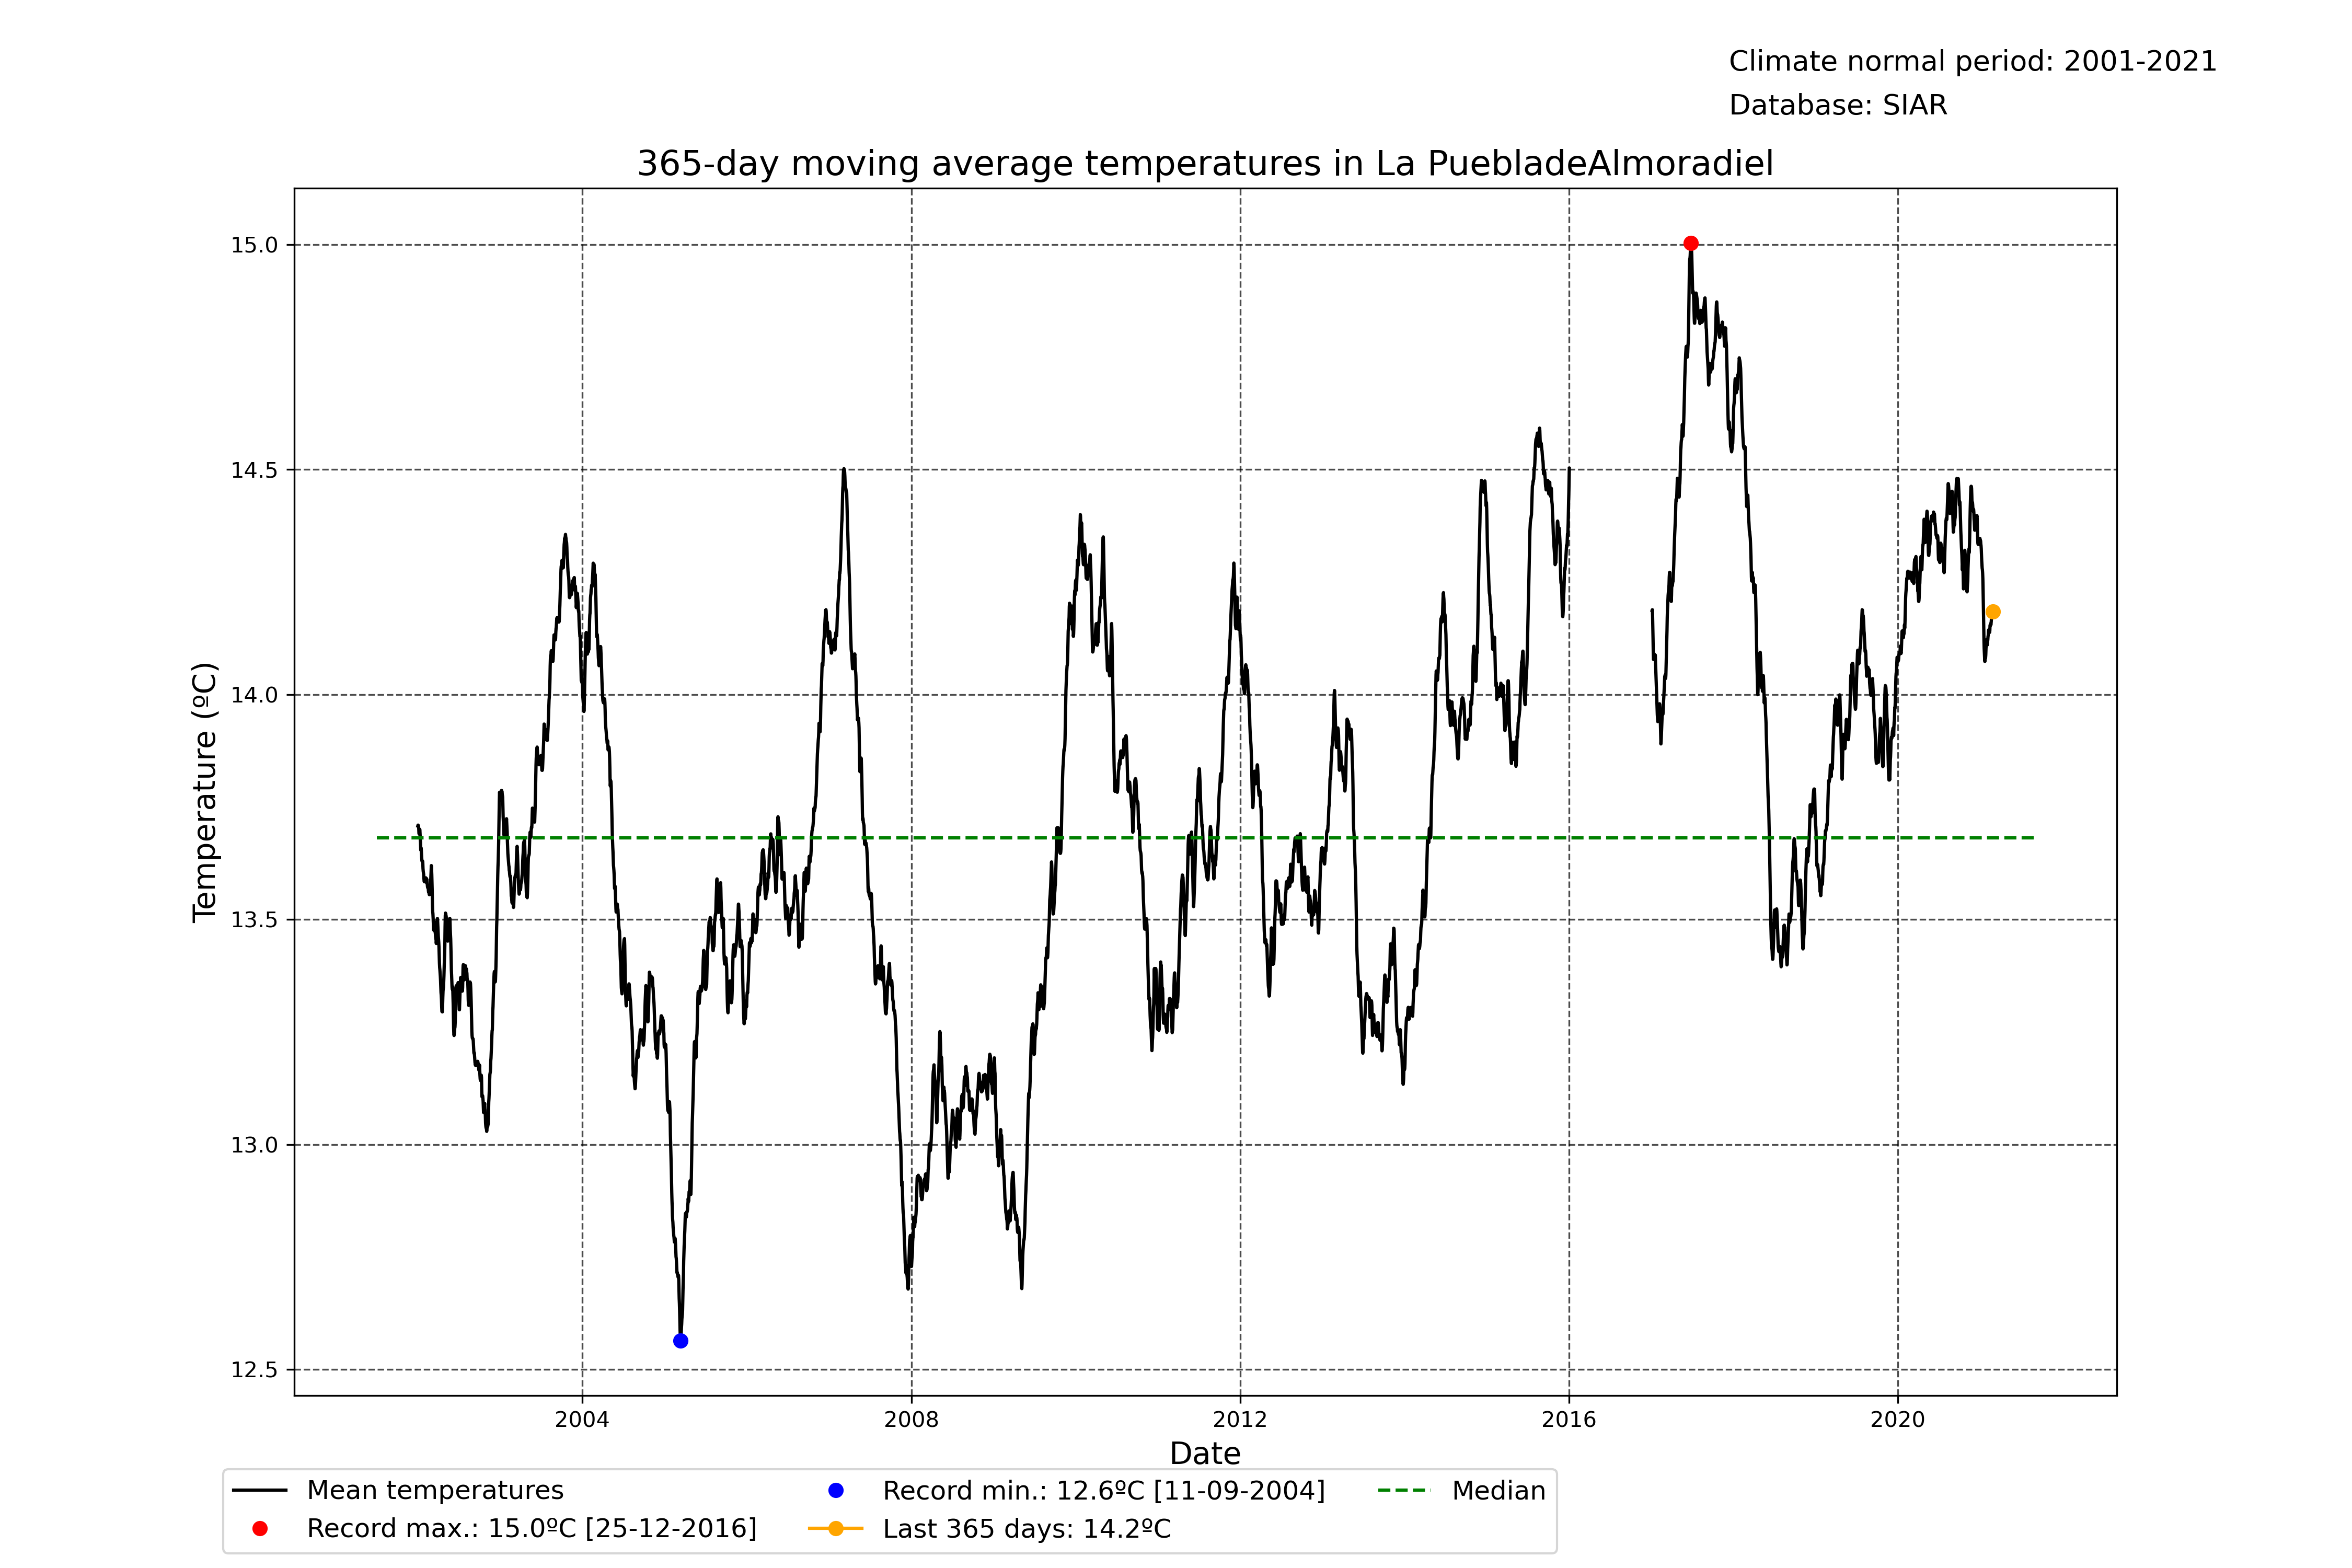 Climate normal period: 2001-2021
Database: SIAR
365-day moving average temperatures in La PuebladeAlmoradiel
15.0
14.5
14.0
13.5
13.0
12.5
Temperature (ºC)
2004 2008 2012 2016 2020
Date
Mean temperatures
Record max.: 15.0ºC [25-12-2016]
Record min.: 12.6ºC [11-09-2004]
Last 365 days: 14.2ºC
Median